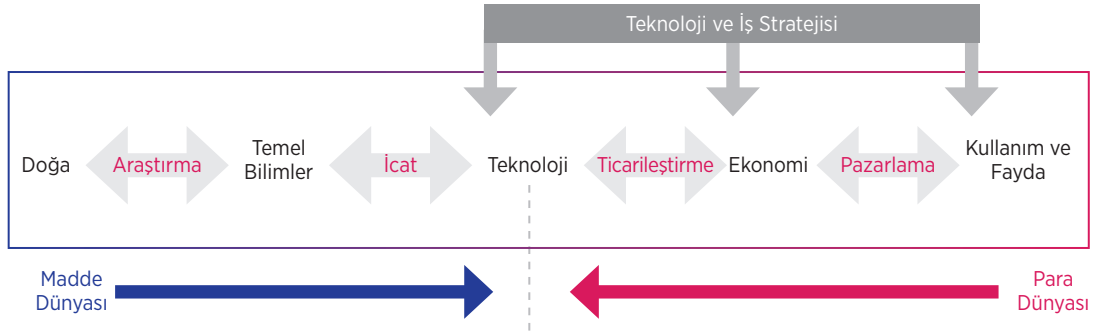 Teknoloji ve İş Stratejisi
Doğa
Araştırma
Temel
Bilimler
İcat
Teknoloji
Ticarileştirme
Ekonomi
Pazarlama
Kullanım ve
Fayda
Madde
Dünyası
Para
Dünyası